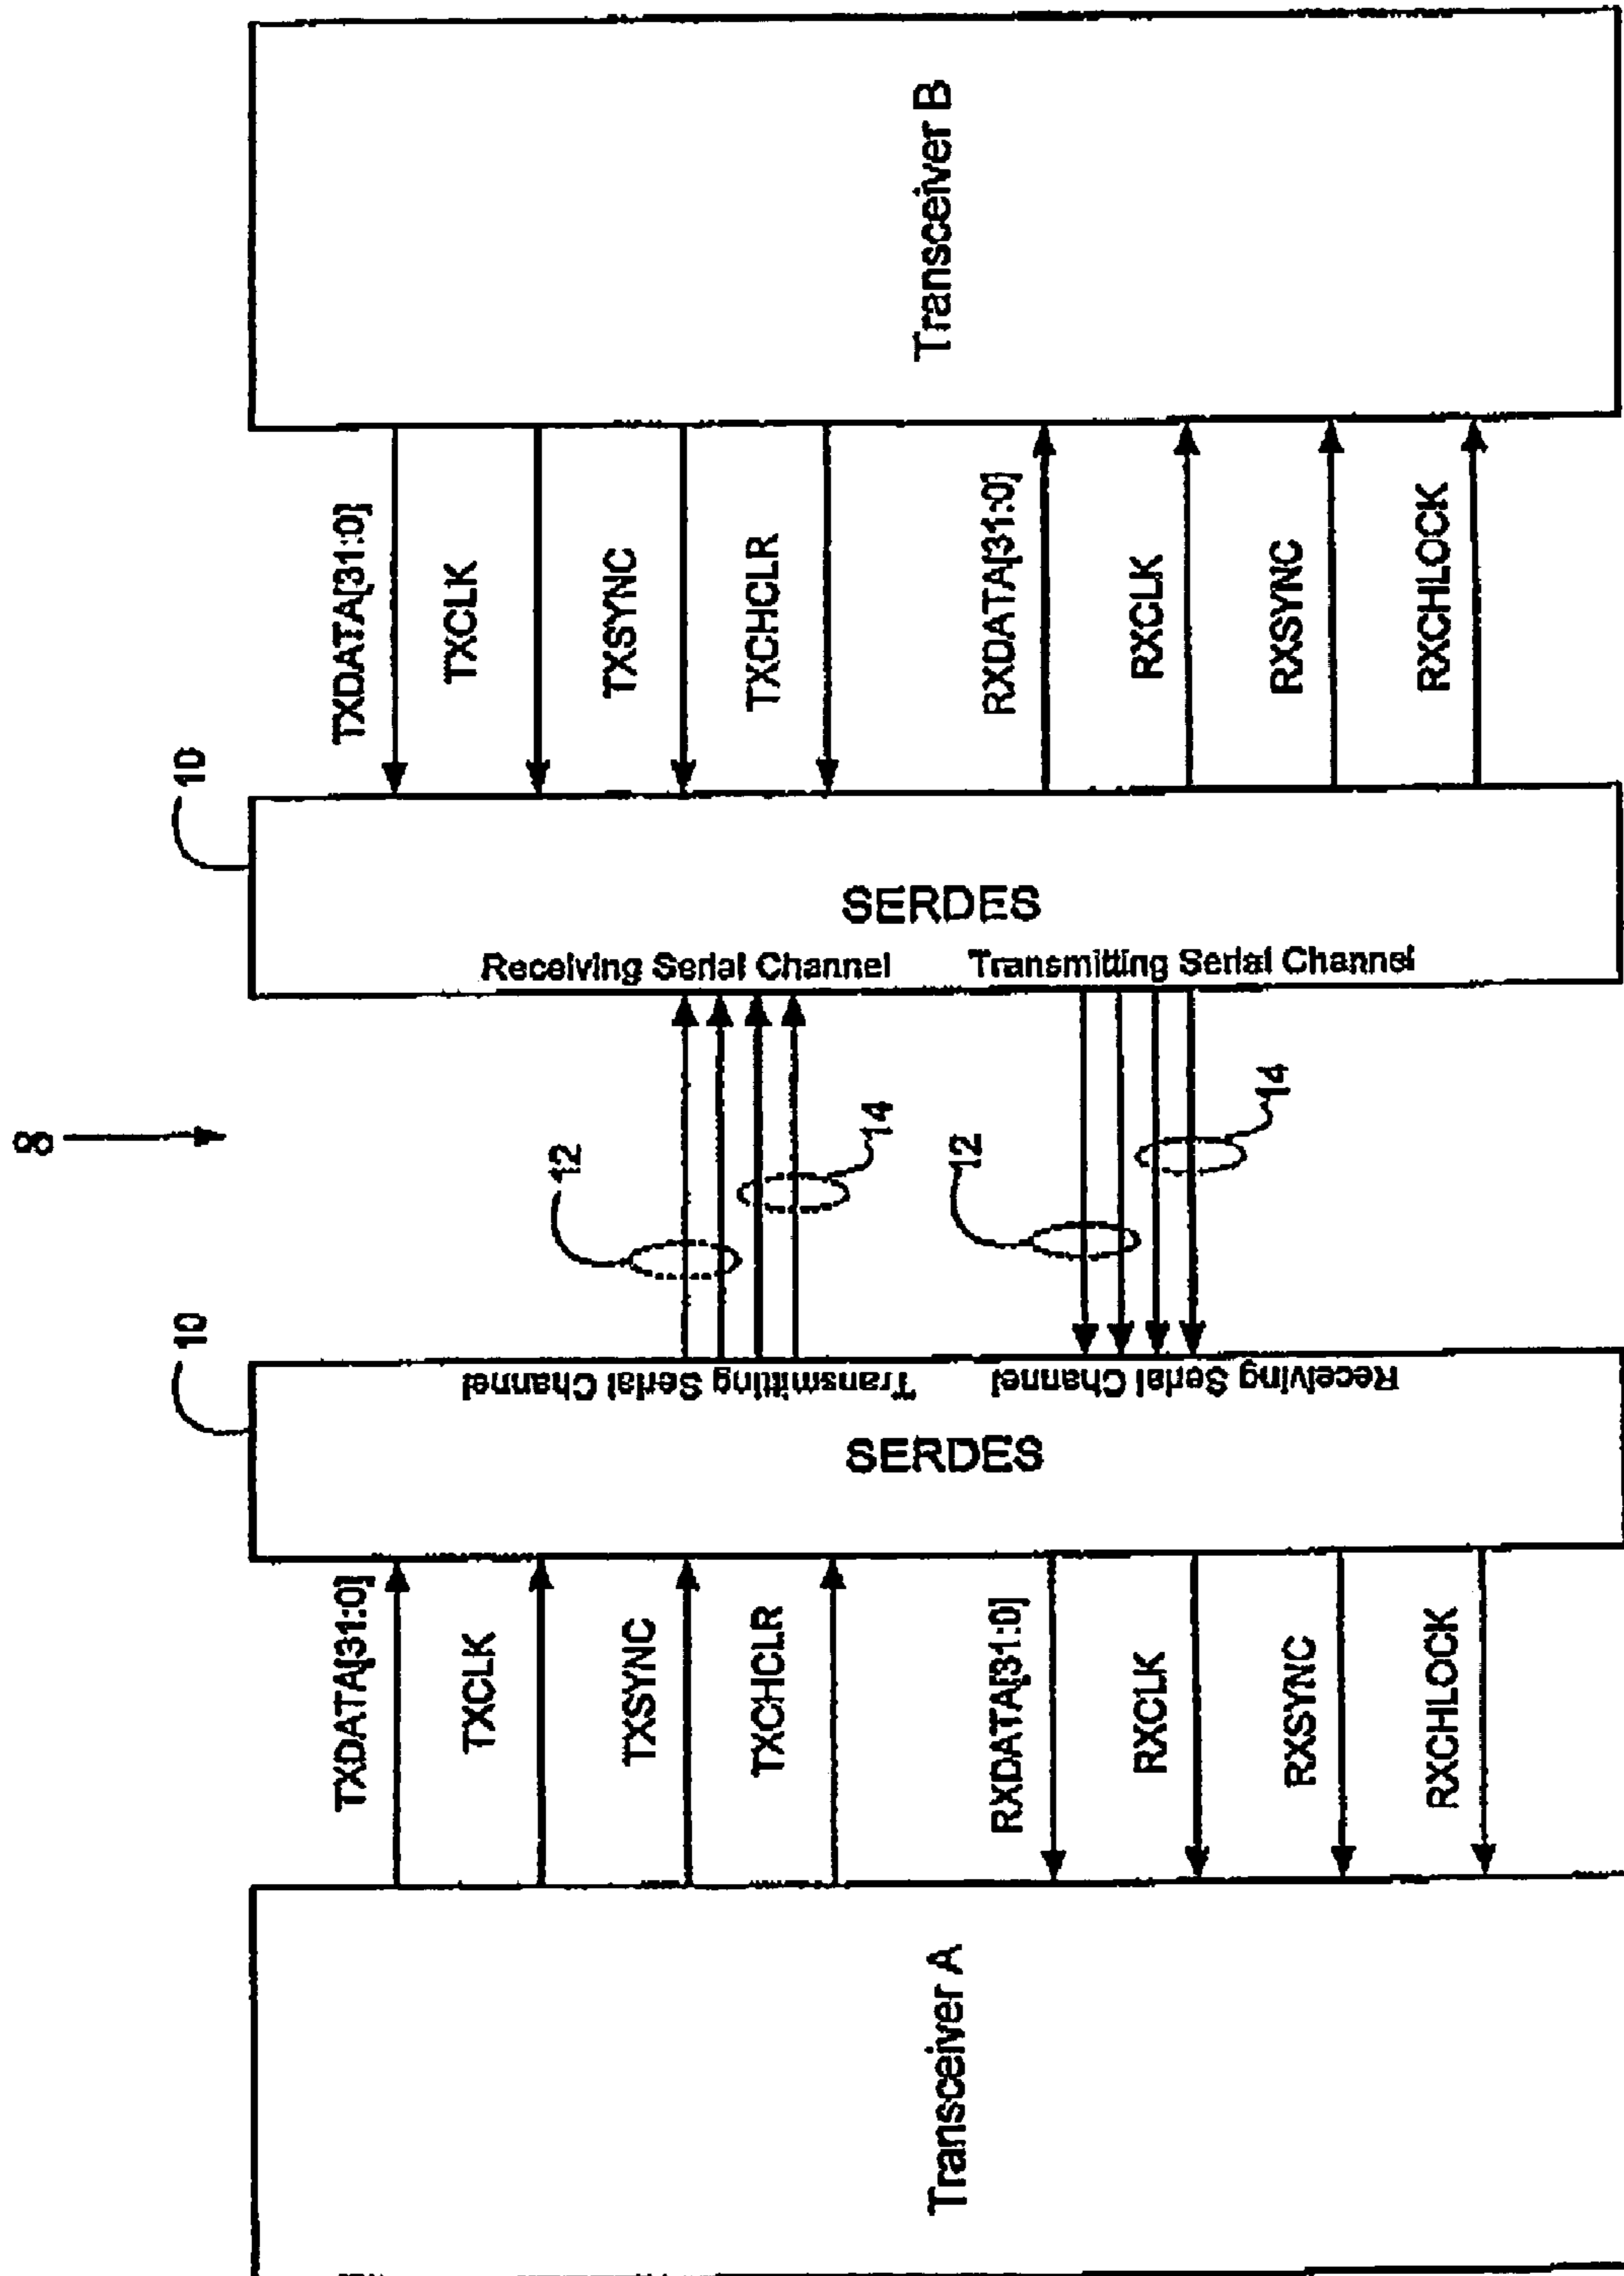 8
Transceiver A
TXDATA[31:0]
TXCLK
TXSYNC
TXCHCLR
RXDATA[31:0]
RXCLK
RXSYNC
RXCHLOCK
10
SERDES
Transmitting Serial Channel
Receiving Serial Channel
12
14
12
14
10
Receiving Serial Channel
Transmitting Serial Channel
SERDES
TXDATA[31:0]
TXCLK
TXSYNC
TXCHCLR
RXDATA[31:0]
RXCLK
RXSYNC
RXCHLOCK
Transceiver B